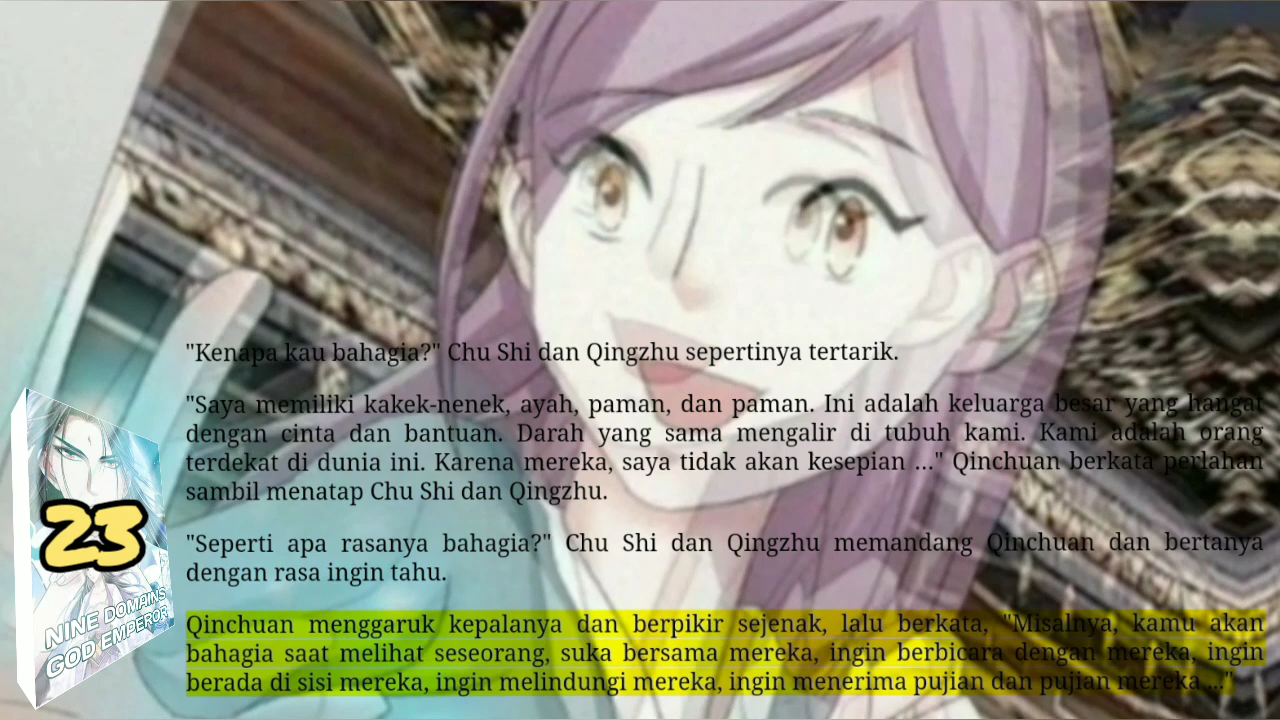 "Kenapa kau bahagia?" Chu Shi dan Qingzhu sepertinya tertarik.
"Saya memiliki kakek-nenek, ayah, paman, dan paman. Ini adalah keluarga besar yang hangat
dengan cinta dan bantuan. Darah yang sama mengalir di tubuh kami. Kami adalah orang
terdekat di dunia ini. Karena mereka, saya tidak akan kesepian ..." Qinchuan berkata perlahan
sambil menatap Chu Shi dan Qingzhu.
"Seperti apa rasanya bahagia?" Chu Shi dan Qingzhu memandang Qinchuan dan bertanya
dengan rasa ingin tahu.
Qinchuan menggaruk kepalanya dan berpikir sejenak, lalu berkata, "Misalnya, kamu akan
bahagia saat melihat seseorang, suka bersama mereka, ingin berbicara dengan mereka, ingin
berada di sisi mereka, ingin melindungi mereka, ingin menerima pujian dan pujian mereka ..."
23
NINE DOMAINS
GOD EMPEROR